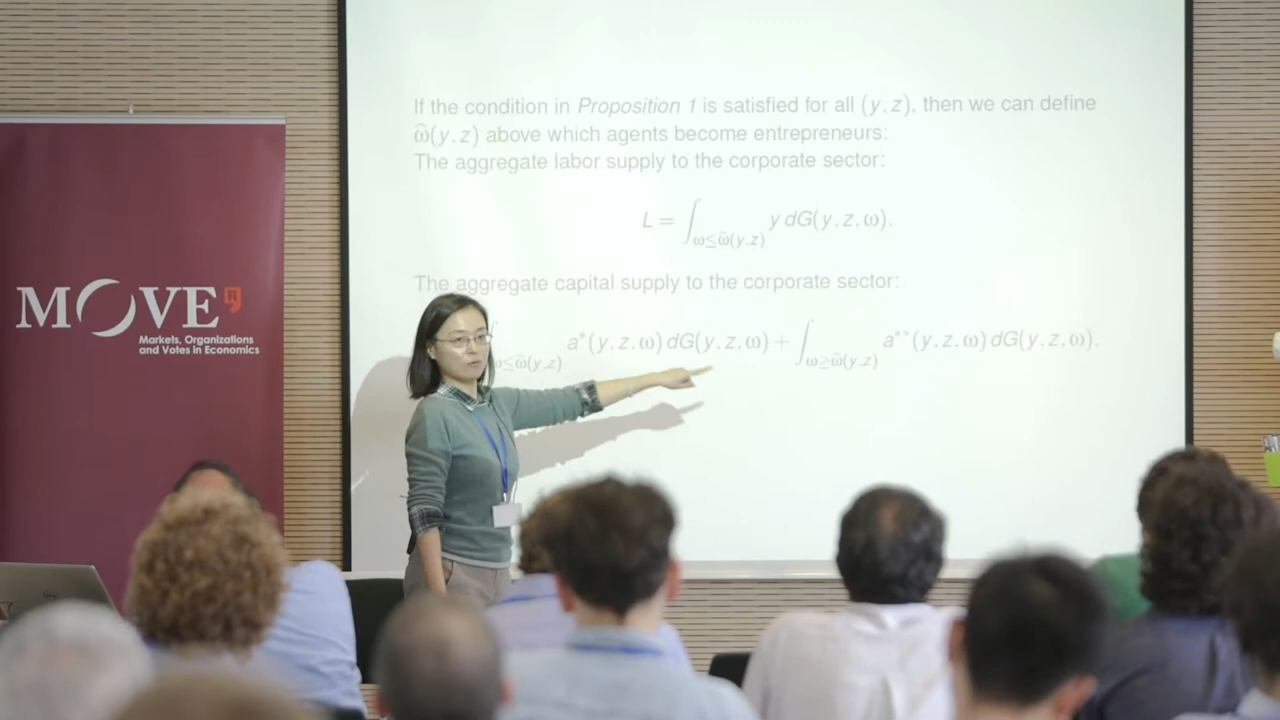 MOVE
Markets, Organizations
and Votes in Economics
If the condition in Proposition 1 is satisfied for all (y, z), then we can define
ω̂(y, z) above which agents become entrepreneurs:
The aggregate labor supply to the corporate sector:
L = ∫_{ω≤ω̂(y,z)} y dG(y, z, ω).
The aggregate capital supply to the corporate sector:
∫_{ω≤ω̂(y,z)} a*(y, z, ω) dG(y, z, ω) + ∫_{ω≥ω̂(y,z)} a**(y, z, ω) dG(y, z, ω).